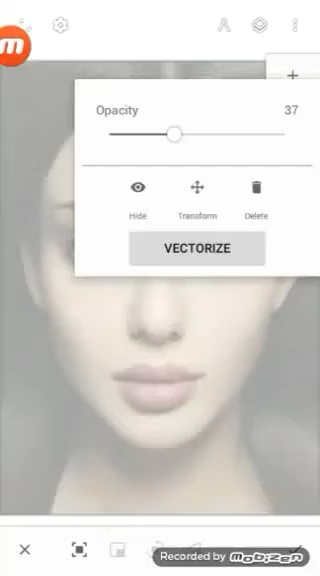 m
Opacity 37
Hide Transform Delete
VECTORIZE
Recorded by mobizen